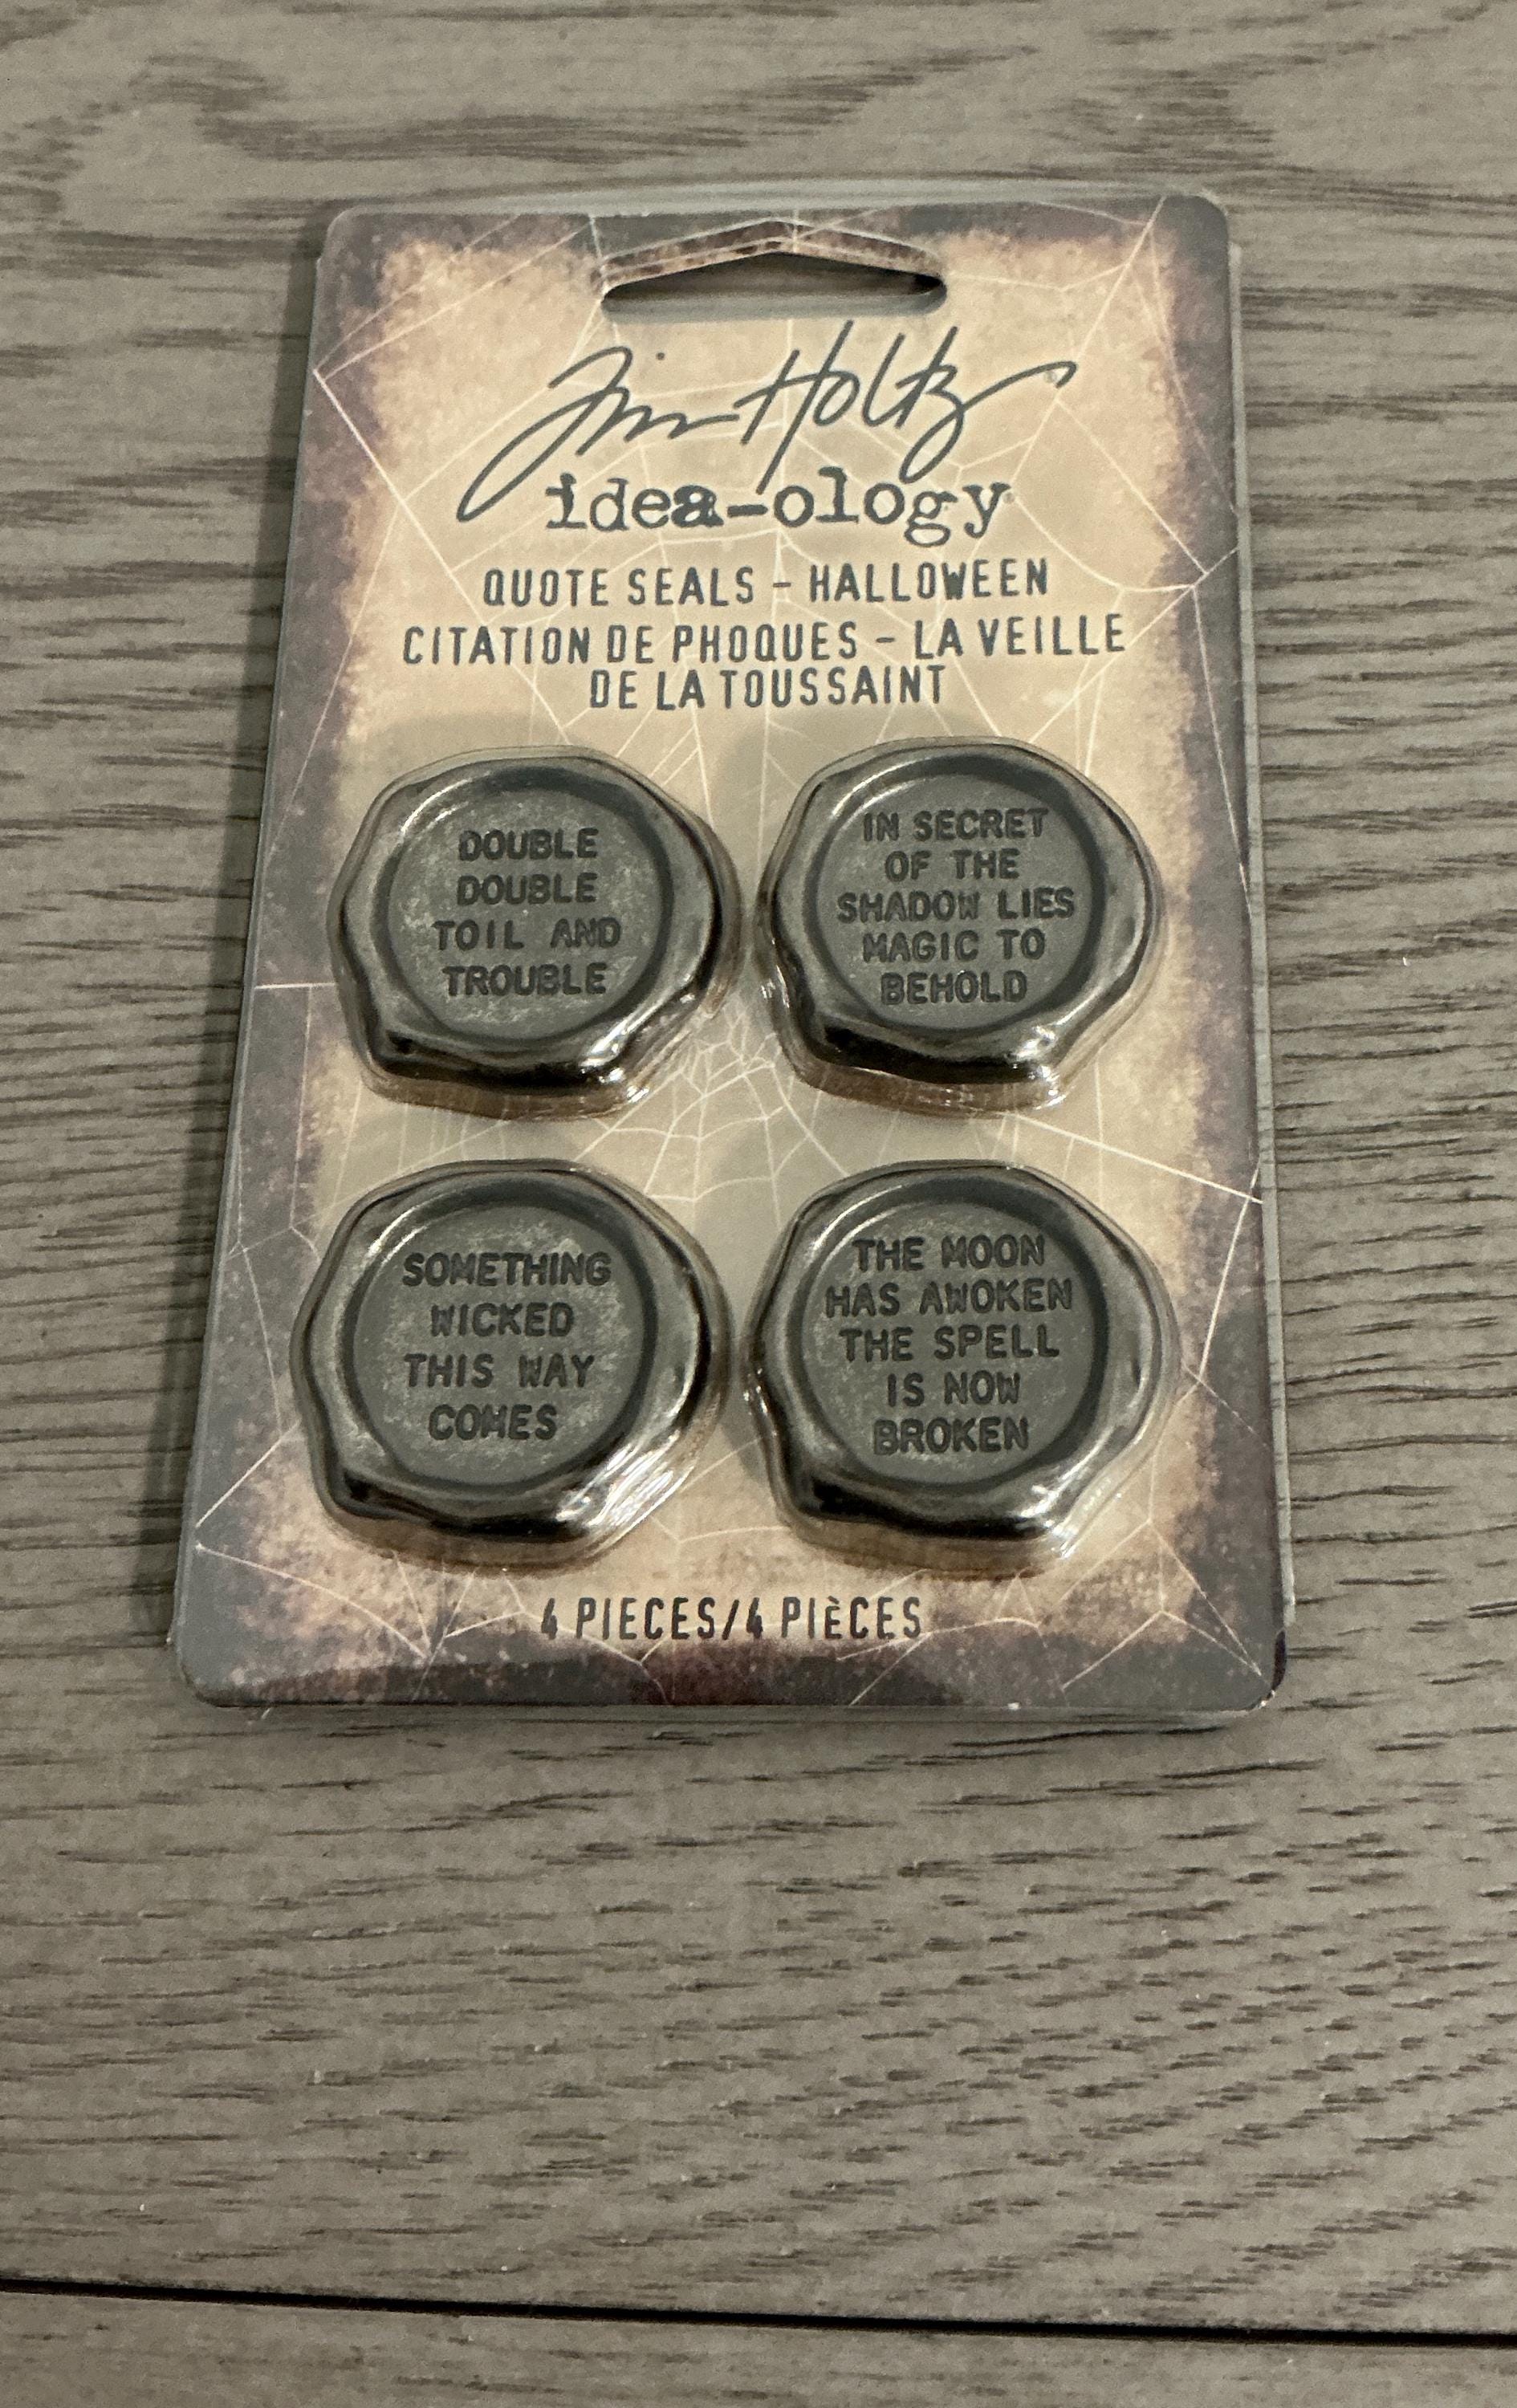 Tim Holtz
idea-ology
QUOTE SEALS - HALLOWEEN
CITATION DE PHOQUES - LA VEILLE
DE LA TOUSSAINT
DOUBLE
DOUBLE
TOIL AND
TROUBLE
IN SECRET
OF THE
SHADOW LIES
MAGIC TO
BEHOLD
SOMETHING
WICKED
THIS WAY
COMES
THE MOON
HAS AWOKEN
THE SPELL
IS NOW
BROKEN
4 PIECES/4 PIÈCES